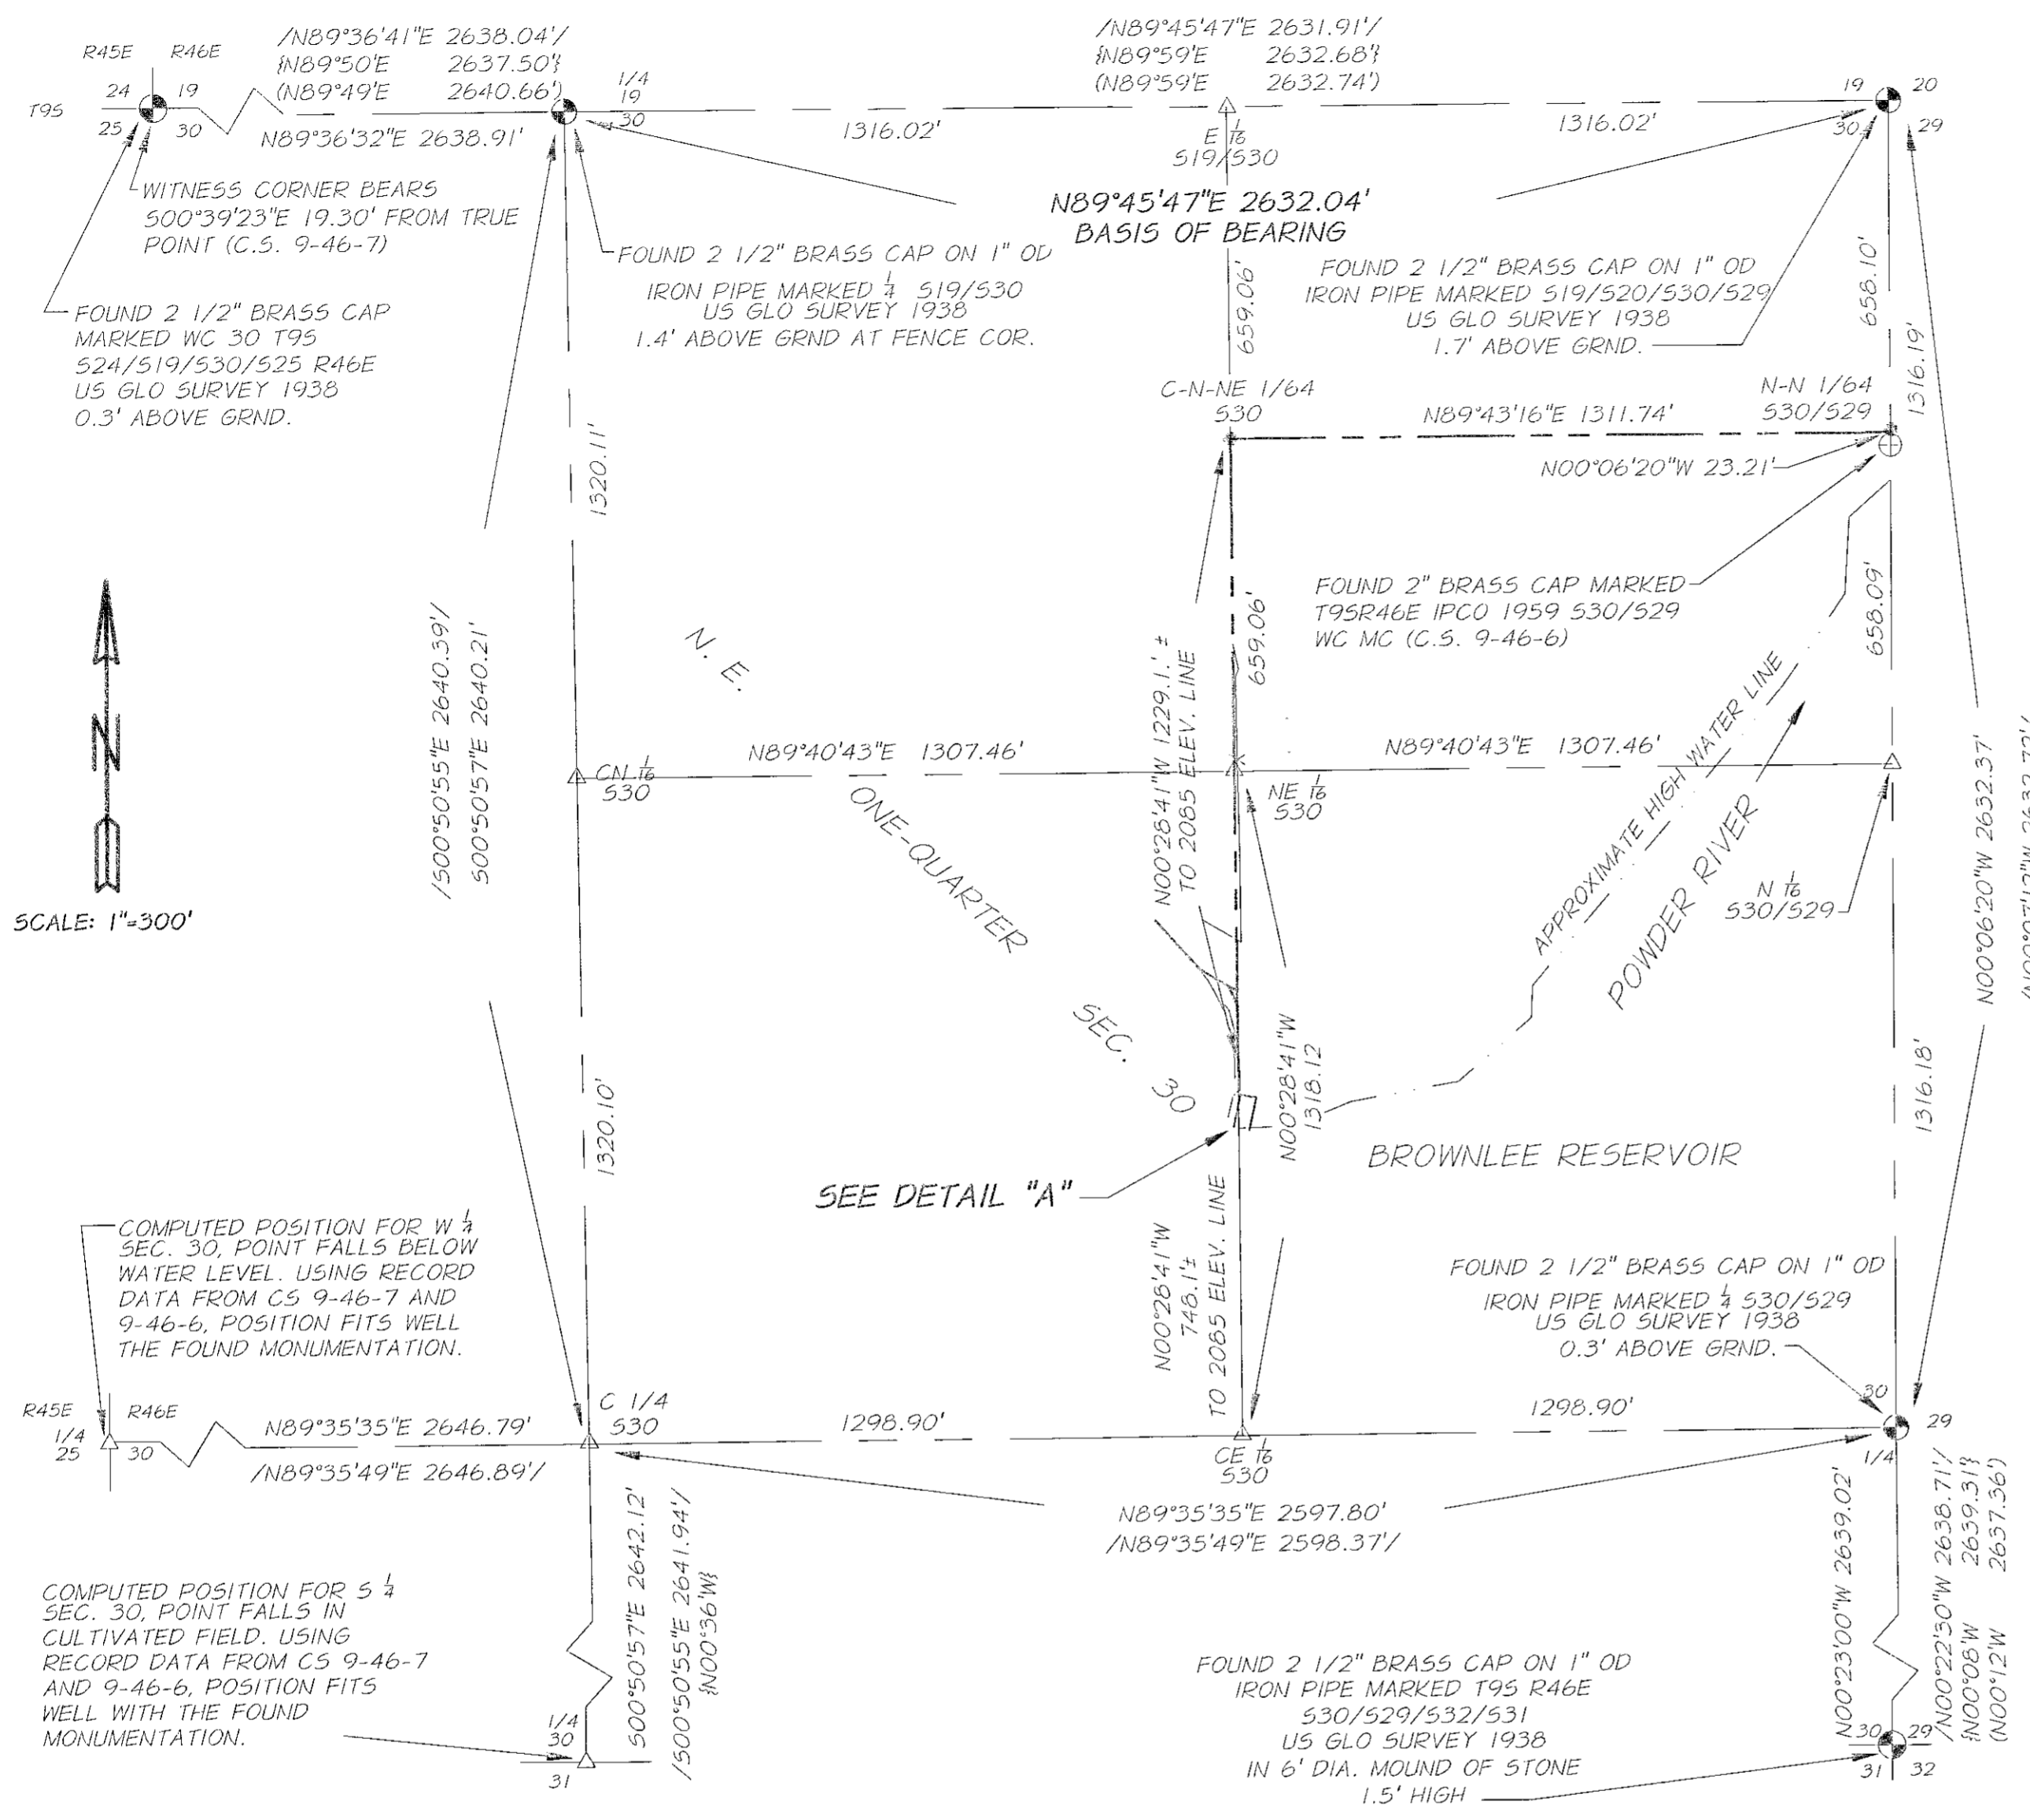 /N89°36'41"E 2638.04'/
{N89°50'E 2637.50'}
(N89°49'E 2640.66')
/N89°45'47"E 2631.91'/
{N89°59'E 2632.68'}
(N89°59'E 2632.74')
R45E R46E
24 19
T9S
25 30
N89°36'32"E 2638.91'
1/4
19
30
1316.02'
E 1/16
S19/S30
1316.02'
19 20
30 29
WITNESS CORNER BEARS
S00°39'23"E 19.30' FROM TRUE
POINT (C.S. 9-46-7)
N89°45'47"E 2632.04'
BASIS OF BEARING
FOUND 2 1/2" BRASS CAP
MARKED WC 30 T9S
S24/S19/S30/S25 R46E
US GLO SURVEY 1938
0.3' ABOVE GRND.
FOUND 2 1/2" BRASS CAP ON 1" OD
IRON PIPE MARKED 1/4 S19/S30
US GLO SURVEY 1938
1.4' ABOVE GRND AT FENCE COR.
659.06'
FOUND 2 1/2" BRASS CAP ON 1" OD
IRON PIPE MARKED S19/S20/S30/S29
US GLO SURVEY 1938
1.7' ABOVE GRND.
658.10'
1316.19'
C-N-NE 1/64
S30
N-N 1/64
S30/S29
N89°43'16"E 1311.74'
N00°06'20"W 23.21'
1320.11'
FOUND 2" BRASS CAP MARKED
T9SR46E IPCO 1959 S30/S29
WC MC (C.S. 9-46-6)
658.09'
659.06'
N00°28'41"W 1229.1.' ±
TO 2085 ELEV. LINE
/S00°50'55"E 2640.39'/
S00°50'57"E 2640.21'
N. E.
ONE-QUARTER
SEC. 30
N
SCALE: 1"=300'
N89°40'43"E 1307.46'
N89°40'43"E 1307.46'
CN 1/16
S30
NE 1/16
S30
N 1/16
S30/S29
APPROXIMATE HIGH WATER LINE
POWDER RIVER
N00°06'20"W 2632.37'
N00°28'41"W
1318.12
1320.10'
1316.18'
BROWNLEE RESERVOIR
SEE DETAIL "A"
N00°28'41"W
748.1'±
TO 2085 ELEV. LINE
COMPUTED POSITION FOR W 1/4
SEC. 30, POINT FALLS BELOW
WATER LEVEL. USING RECORD
DATA FROM CS 9-46-7 AND
9-46-6, POSITION FITS WELL
THE FOUND MONUMENTATION.
FOUND 2 1/2" BRASS CAP ON 1" OD
IRON PIPE MARKED 1/4 S30/S29
US GLO SURVEY 1938
0.3' ABOVE GRND.
R45E R46E
1/4
25 30
N89°35'35"E 2646.79'
/N89°35'49"E 2646.89'/
C 1/4
S30
1298.90'
CE 1/16
S30
1298.90'
30
29
1/4
N89°35'35"E 2597.80'
/N89°35'49"E 2598.37'/
S00°50'57"E 2642.12'
/S00°50'55"E 2641.94'/
{N00°36'W}
N00°23'00"W 2639.02'
/N00°22'30"W 2638.71'/
{N00°08'W 2639.31'}
(N00°12'W 2637.36')
COMPUTED POSITION FOR S 1/4
SEC. 30, POINT FALLS IN
CULTIVATED FIELD. USING
RECORD DATA FROM CS 9-46-7
AND 9-46-6, POSITION FITS
WELL WITH THE FOUND
MONUMENTATION.
1/4
30
31
FOUND 2 1/2" BRASS CAP ON 1" OD
IRON PIPE MARKED T9S R46E
S30/S29/S32/S31
US GLO SURVEY 1938
IN 6' DIA. MOUND OF STONE
1.5' HIGH
30 29
31 32